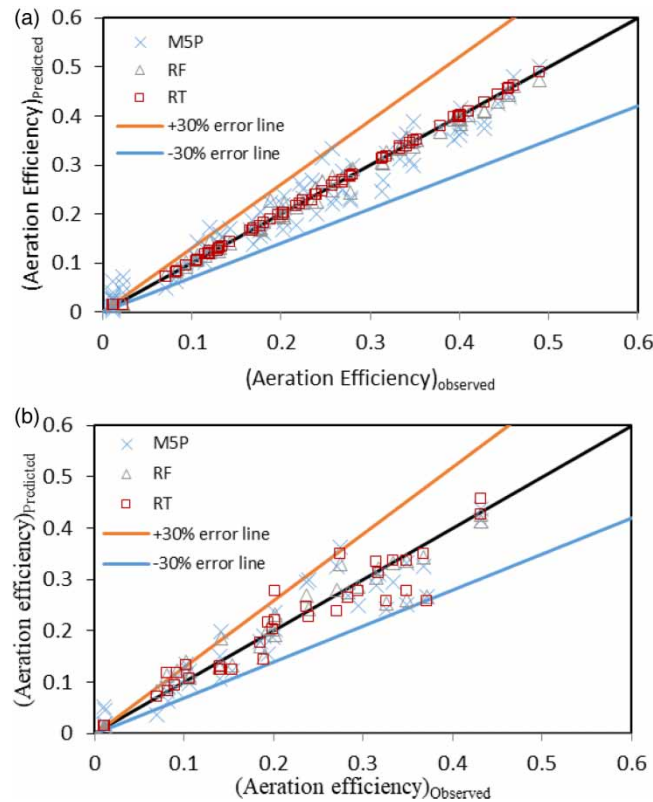 (a)
0.6
0.5
0.4
0.3
0.2
0.1
0
(Aeration Efficiency)Predicted
M5P
RF
RT
+30% error line
-30% error line
0 0.1 0.2 0.3 0.4 0.5 0.6
(Aeration Efficiency)observed
(b)
0.6
0.5
0.4
0.3
0.2
0.1
0
(Aeration efficiency)Predicted
M5P
RF
RT
+30% error line
-30% error line
0 0.1 0.2 0.3 0.4 0.5 0.6
(Aeration efficiency)Observed